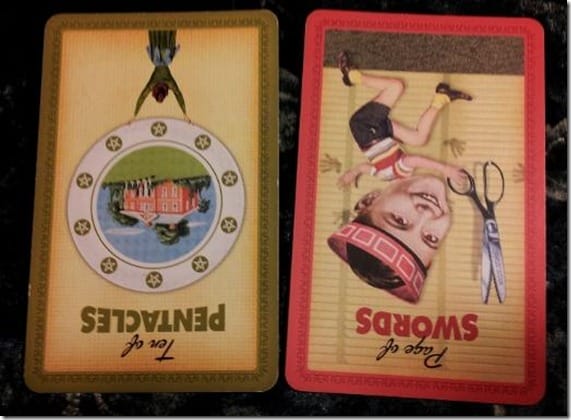 Ten of
PENTACLES
Page of
SWORDS